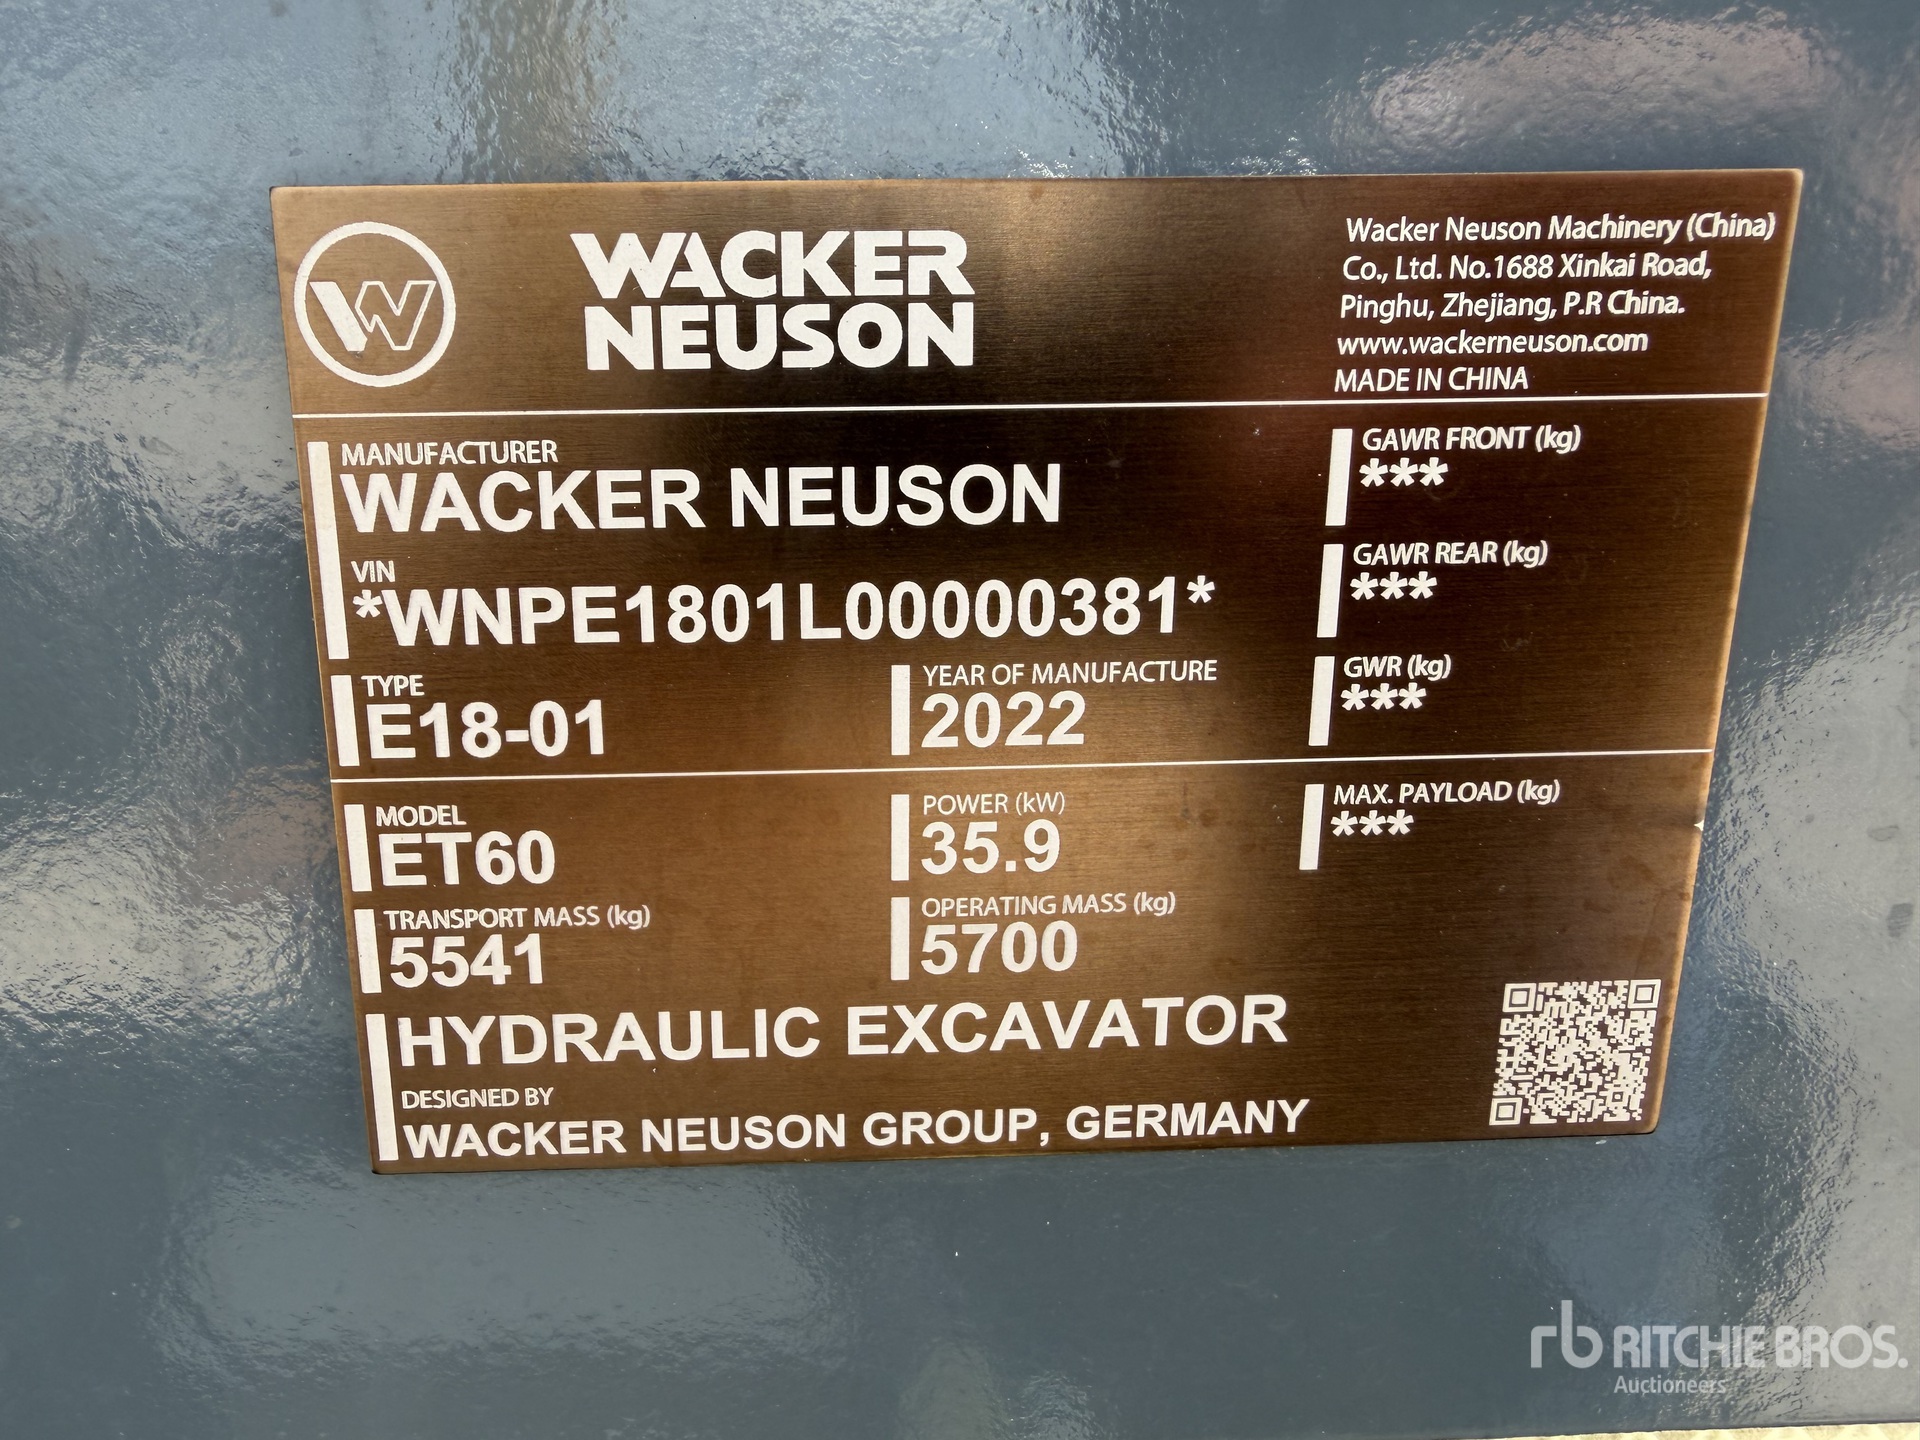 WACKER
NEUSON
Wacker Neuson Machinery (China)
Co., Ltd. No.1688 Xinkai Road,
Pinghu, Zhejiang, P.R China.
www.wackerneuson.com
MADE IN CHINA
MANUFACTURER
WACKER NEUSON
VIN
*WNPE1801L00000381*
TYPE
E18-01
YEAR OF MANUFACTURE
2022
GAWR FRONT (kg)
***
GAWR REAR (kg)
***
GWR (kg)
***
MODEL
ET60
POWER (kW)
35.9
MAX. PAYLOAD (kg)
***
TRANSPORT MASS (kg)
5541
OPERATING MASS (kg)
5700
HYDRAULIC EXCAVATOR
DESIGNED BY
WACKER NEUSON GROUP, GERMANY
rb RITCHIE BROS.
Auctioneers